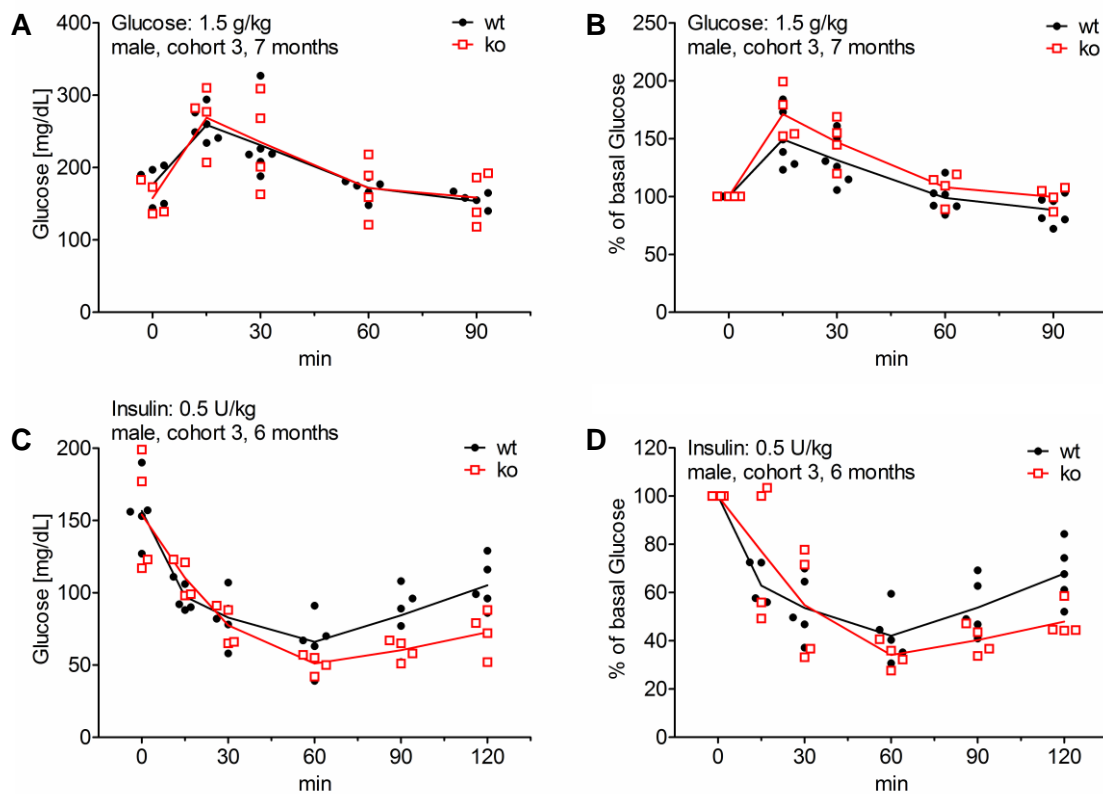 A
Glucose: 1.5 g/kg
male, cohort 3, 7 months
wt
ko
Glucose [mg/dL]
400
300
200
100
0
0 30 60 90
min
B
Glucose: 1.5 g/kg
male, cohort 3, 7 months
wt
ko
% of basal Glucose
250
200
150
100
50
0
0 30 60 90
min
C
Insulin: 0.5 U/kg
male, cohort 3, 6 months
wt
ko
Glucose [mg/dL]
200
150
100
50
0
0 30 60 90 120
min
D
Insulin: 0.5 U/kg
male, cohort 3, 6 months
wt
ko
% of basal Glucose
120
100
80
60
40
20
0
0 30 60 90 120
min